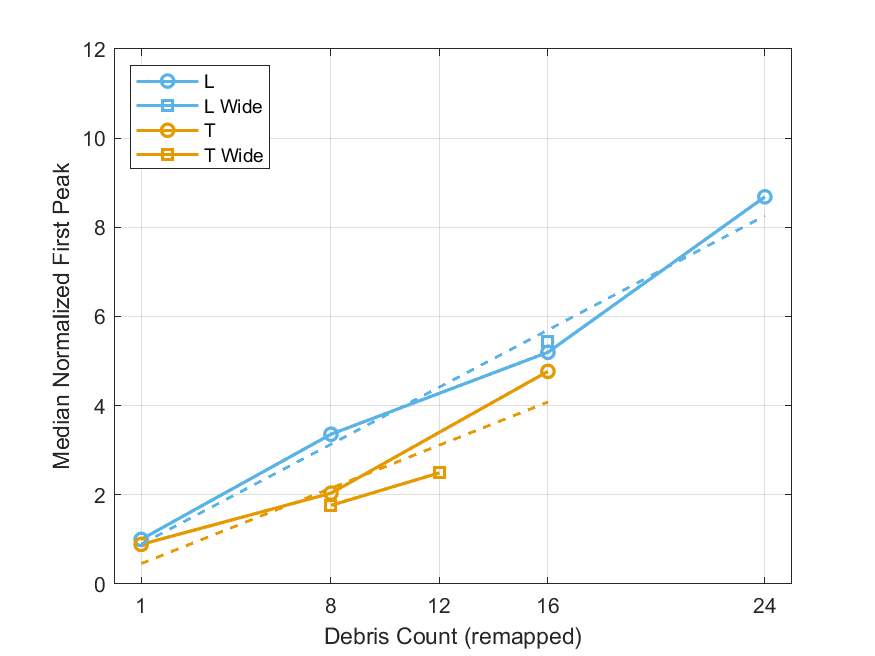 12
10
8
6
4
2
0
Median Normalized First Peak
L
L Wide
T
T Wide
1 8 12 16 24
Debris Count (remapped)